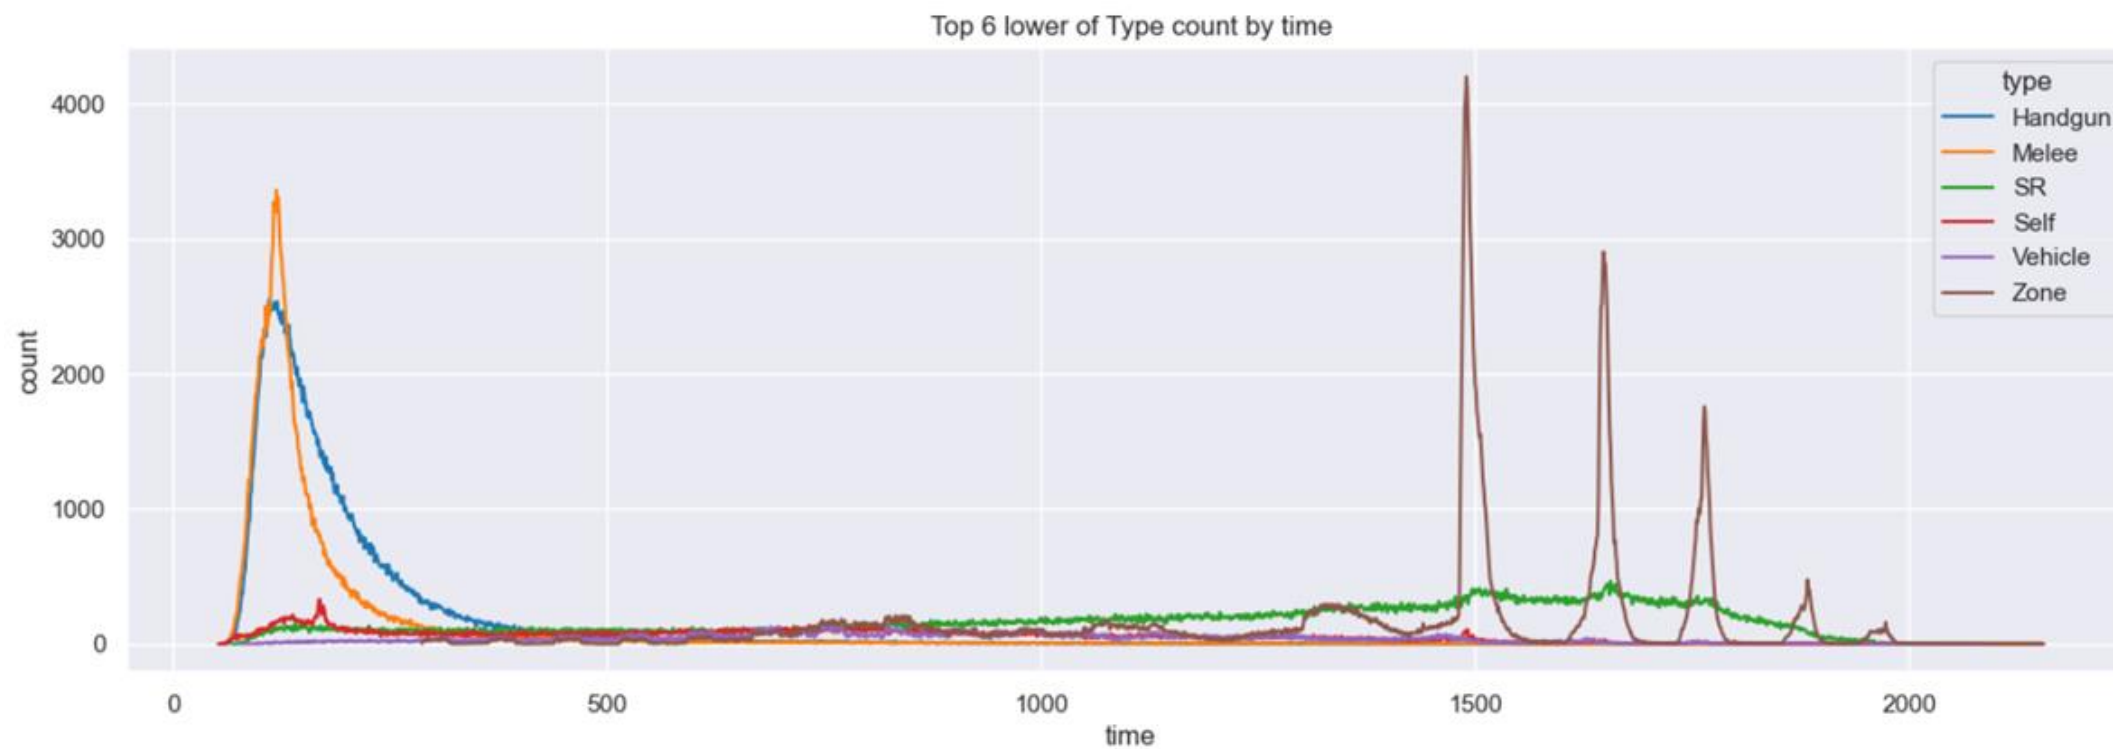 Top 6 lower of Type count by time
count
4000
3000
2000
1000
0
type
Handgun
Melee
SR
Self
Vehicle
Zone
0 500 1000 1500 2000
time